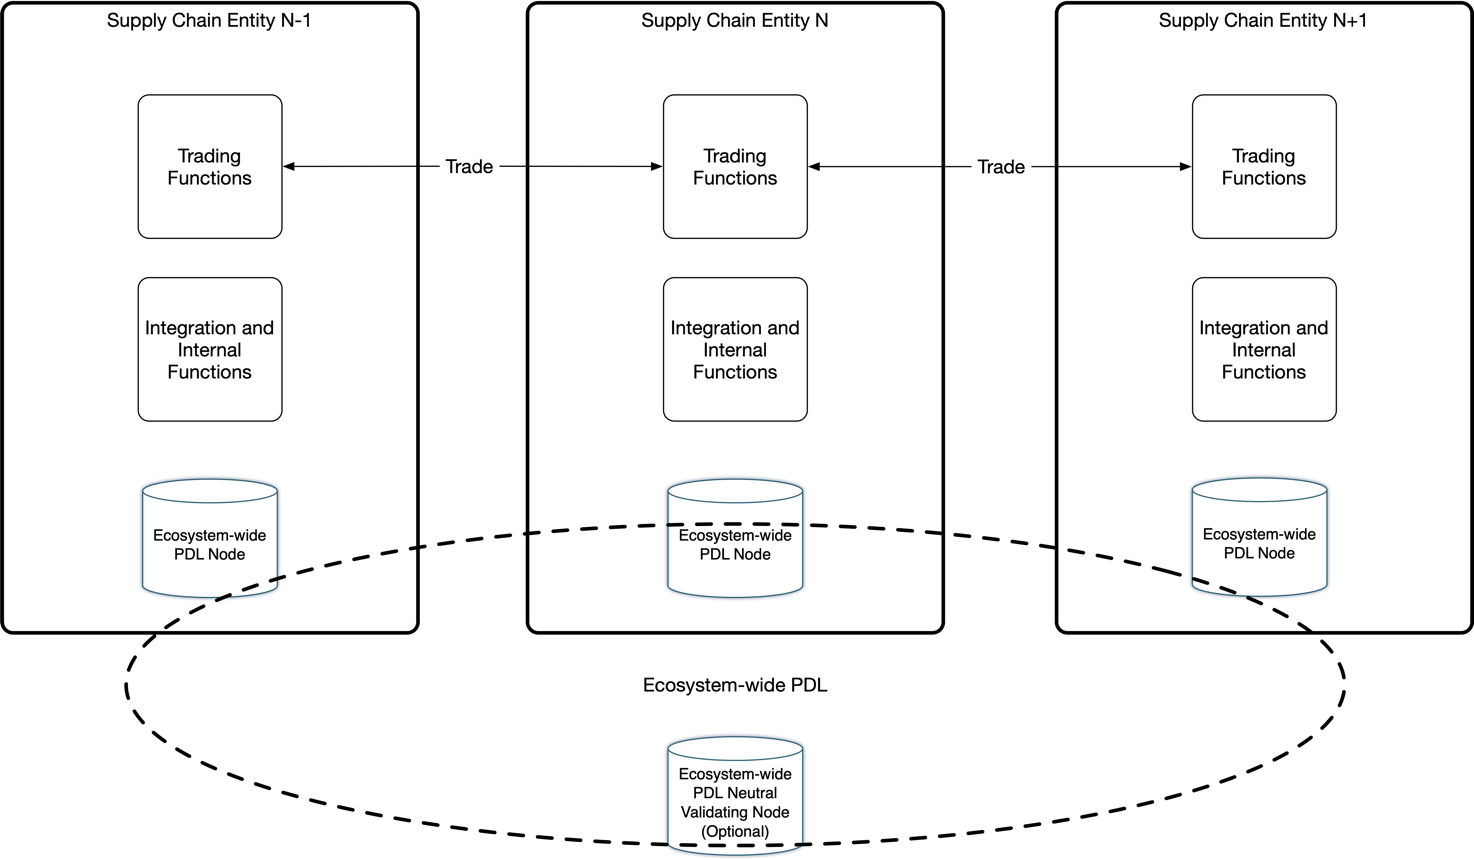 Supply Chain Entity N-1
Supply Chain Entity N
Supply Chain Entity N+1
Trading
Functions
Trade
Trading
Functions
Trade
Trading
Functions
Integration and
Internal
Functions
Integration and
Internal
Functions
Integration and
Internal
Functions
Ecosystem-wide
PDL Node
Ecosystem-wide
PDL Node
Ecosystem-wide
PDL Node
Ecosystem-wide PDL
Ecosystem-wide
PDL Neutral
Validating Node
(Optional)